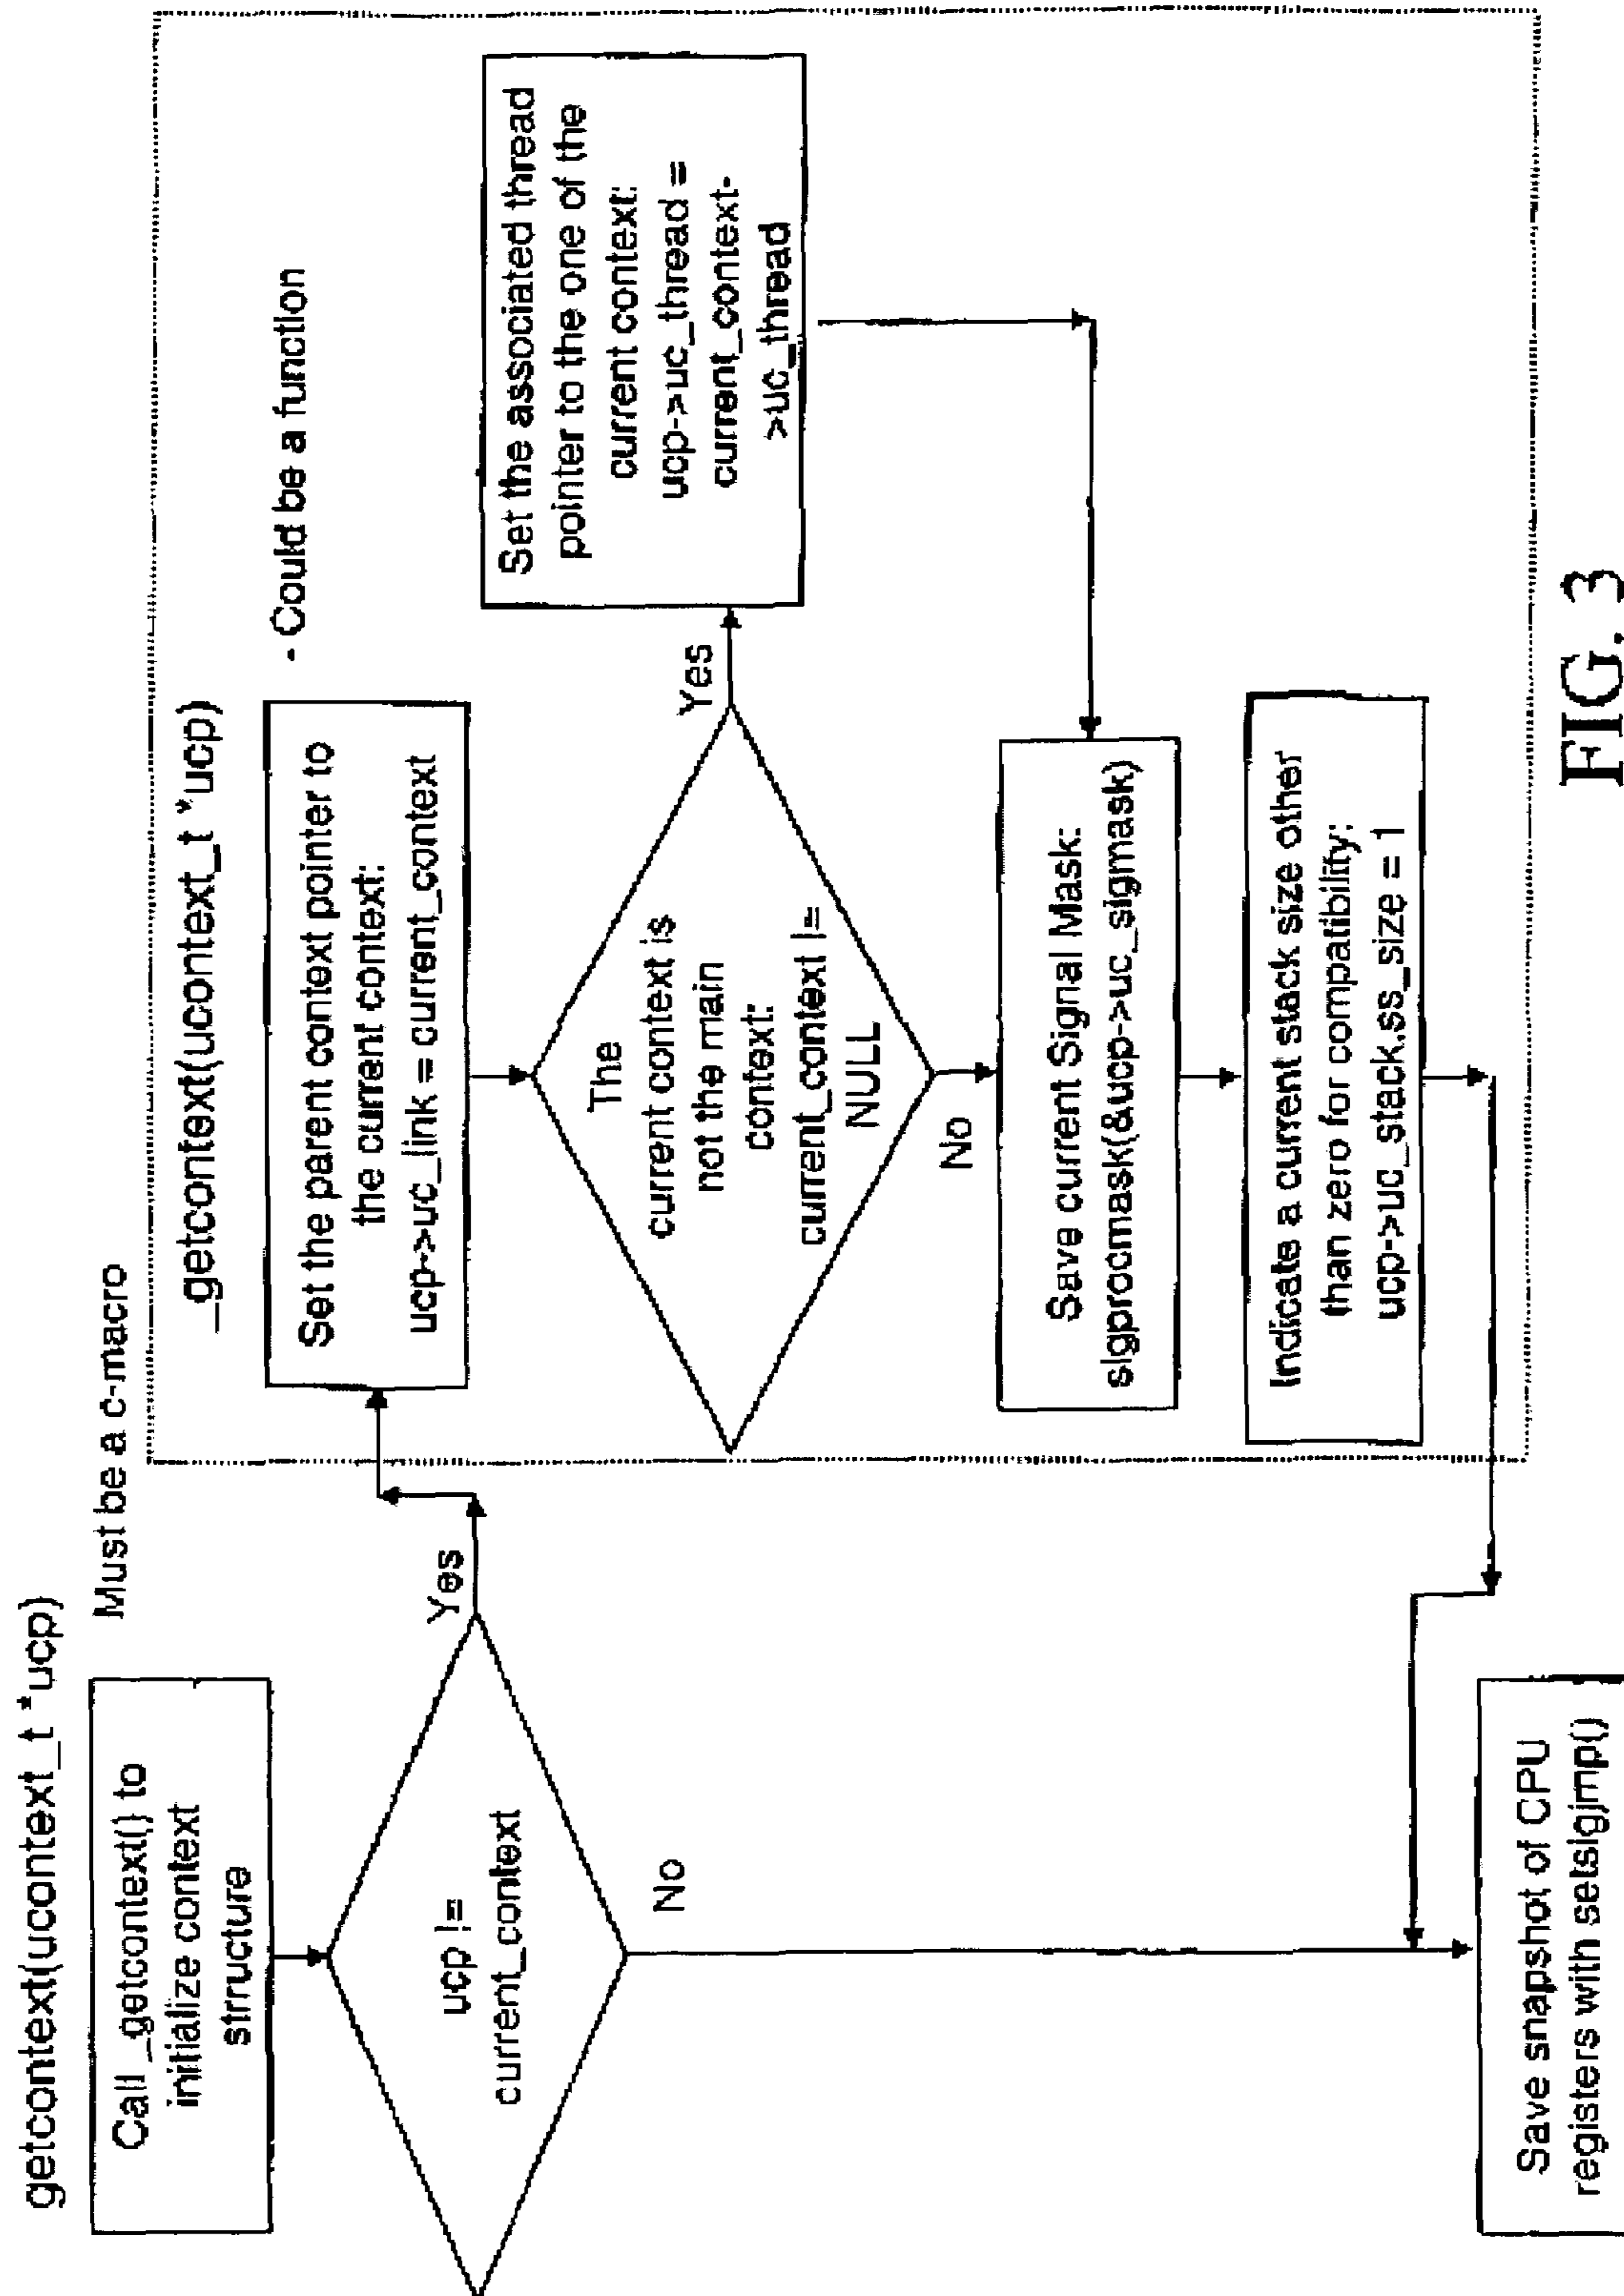 getcontext(ucontext_t *ucp)
Must be a c-macro
Call _getcontext() to
initialize context
structure
ucp !=
current_context
Yes
No
Save snapshot of CPU
registers with setsigjmp()
_getcontext(ucontext_t *ucp)
- Could be a function
Set the parent context pointer to
the current context:
ucp->uc_link = current_context
The
current context is
not the main
context:
current_context !=
NULL
Yes
No
Set the associated thread
pointer to the one of the
current context:
ucp->uc_thread =
current_context-
>uc_thread
Save current Signal Mask:
sigprocmask(&ucp->uc_sigmask)
Indicate a current stack size other
than zero for compatibility:
ucp->uc_stack.ss_size = 1
FIG. 3